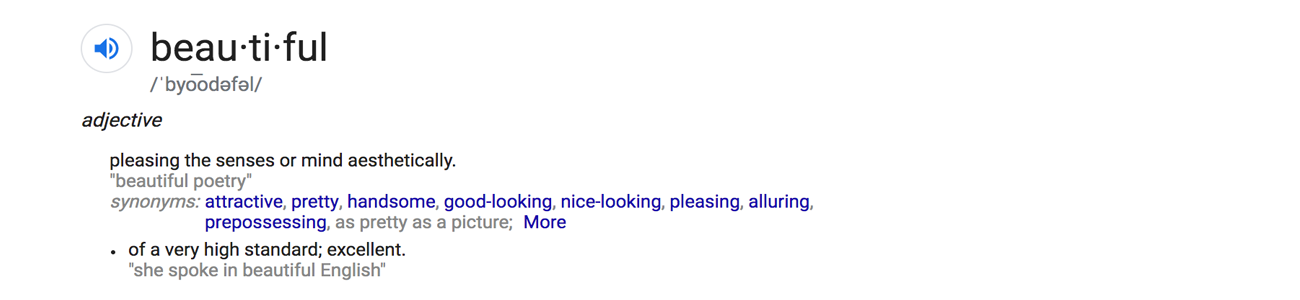 beau·ti·ful
/ˈbyo͞odəfəl/
adjective
pleasing the senses or mind aesthetically.
"beautiful poetry"
synonyms: attractive, pretty, handsome, good-looking, nice-looking, pleasing, alluring,
prepossessing, as pretty as a picture; More
• of a very high standard; excellent.
"she spoke in beautiful English"